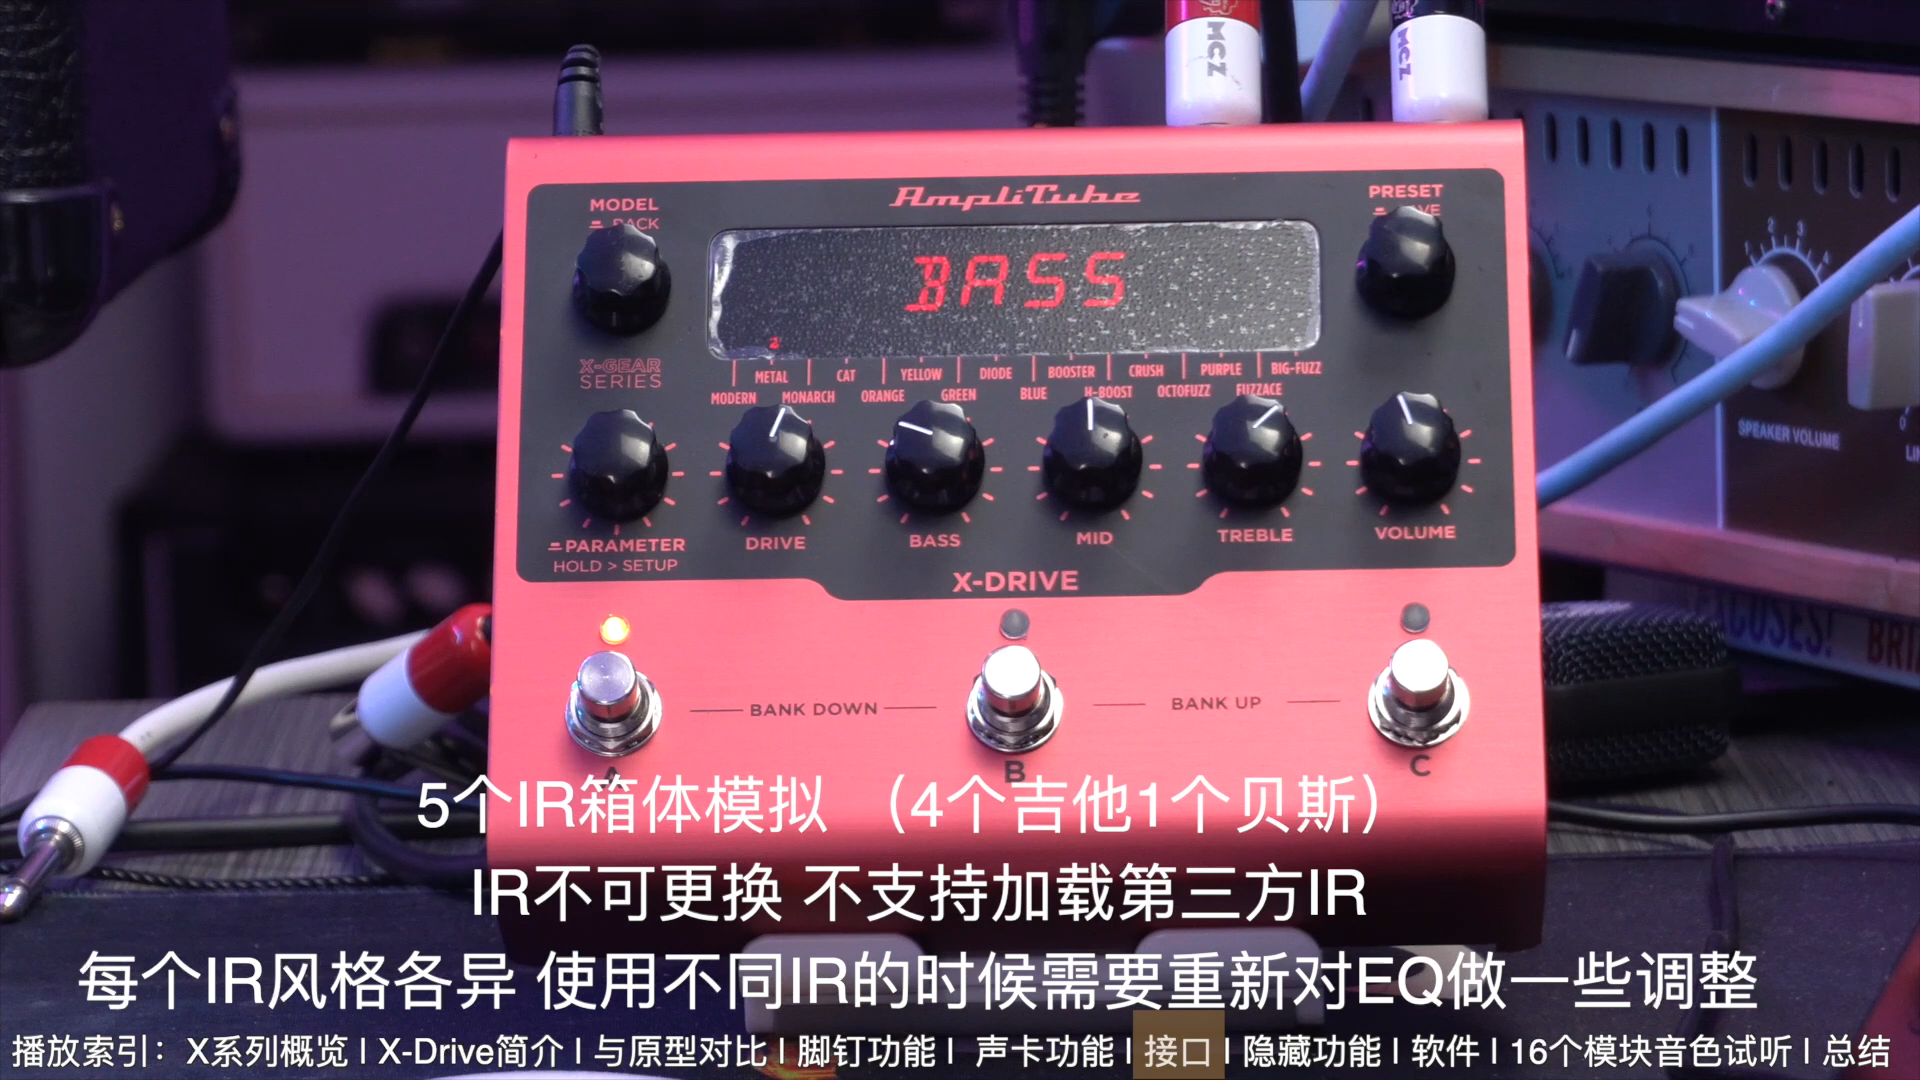 MCZ
MCZ
AmpliTube
MODEL
PRESET
BASS
2
X-GEAR
SERIES
METAL CAT YELLOW DIODE BOOSTER CRUSH PURPLE BIG-FUZZ
MODERN MONARCH ORANGE GREEN BLUE H-BOOST OCTOFUZZ FUZZACE
PARAMETER
HOLD > SETUP
DRIVE
BASS
MID
TREBLE
VOLUME
X-DRIVE
BANK DOWN
BANK UP
B
C
1 2 3 4
SPEAKER VOLUME
5个IR箱体模拟 （4个吉他1个贝斯）
IR不可更换 不支持加载第三方IR
每个IR风格各异 使用不同IR的时候需要重新对EQ做一些调整
播放索引：X系列概览 I X-Drive简介 I 与原型对比 I 脚钉功能 I 声卡功能 I 接口 I 隐藏功能 I 软件 I 16个模块音色试听 I 总结